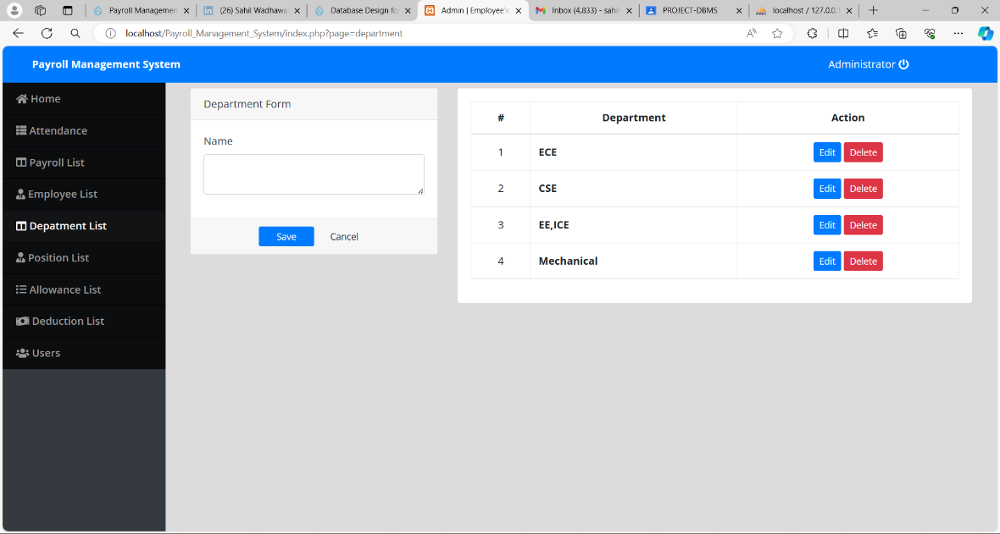 Payroll Managemen
(26) Sahil Wadhawa
Database Design fo
Admin | Employee's
Inbox (4,833) - sahi
PROJECT-DBMS
localhost / 127.0.0.1
localhost/Payroll_Management_System/index.php?page=department
Payroll Management System
Administrator
Home
Attendance
Payroll List
Employee List
Depatment List
Position List
Allowance List
Deduction List
Users
Department Form
Name
Save Cancel
# Department Action
1 ECE Edit Delete
2 CSE Edit Delete
3 EE,ICE Edit Delete
4 Mechanical Edit Delete